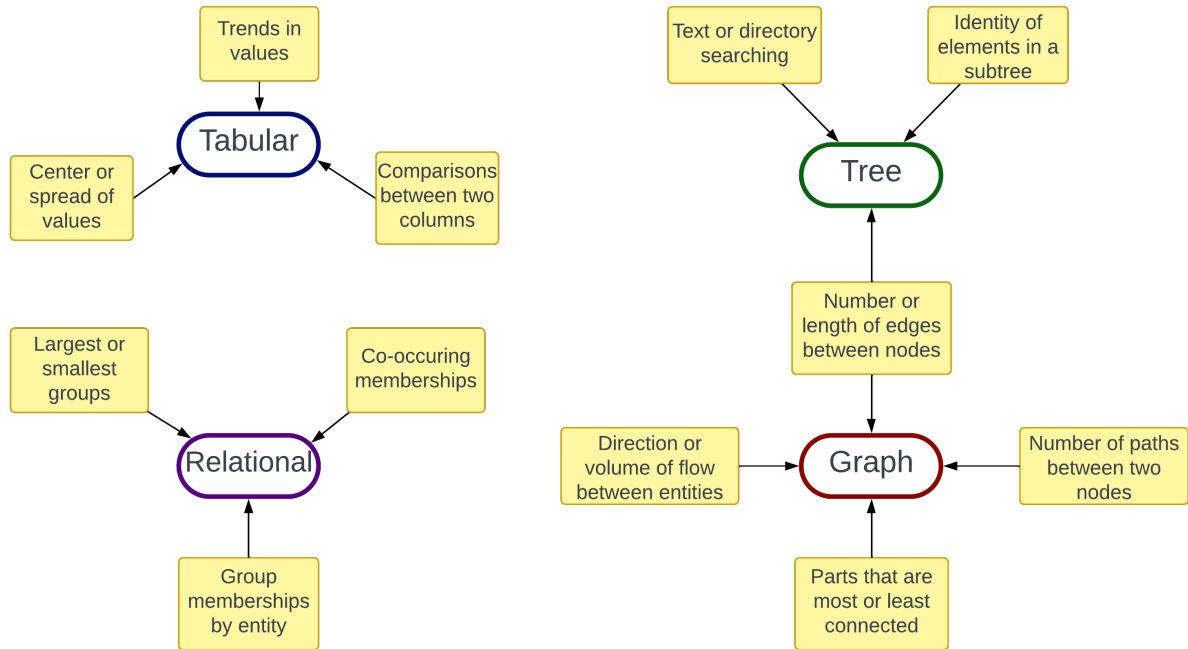 Trends in
values
Tabular
Center or
spread of
values
Comparisons
between two
columns
Text or directory
searching
Identity of
elements in a
subtree
Tree
Number or
length of edges
between nodes
Largest or
smallest
groups
Co-occuring
memberships
Relational
Group
memberships
by entity
Direction or
volume of flow
between entities
Graph
Number of paths
between two
nodes
Parts that are
most or least
connected